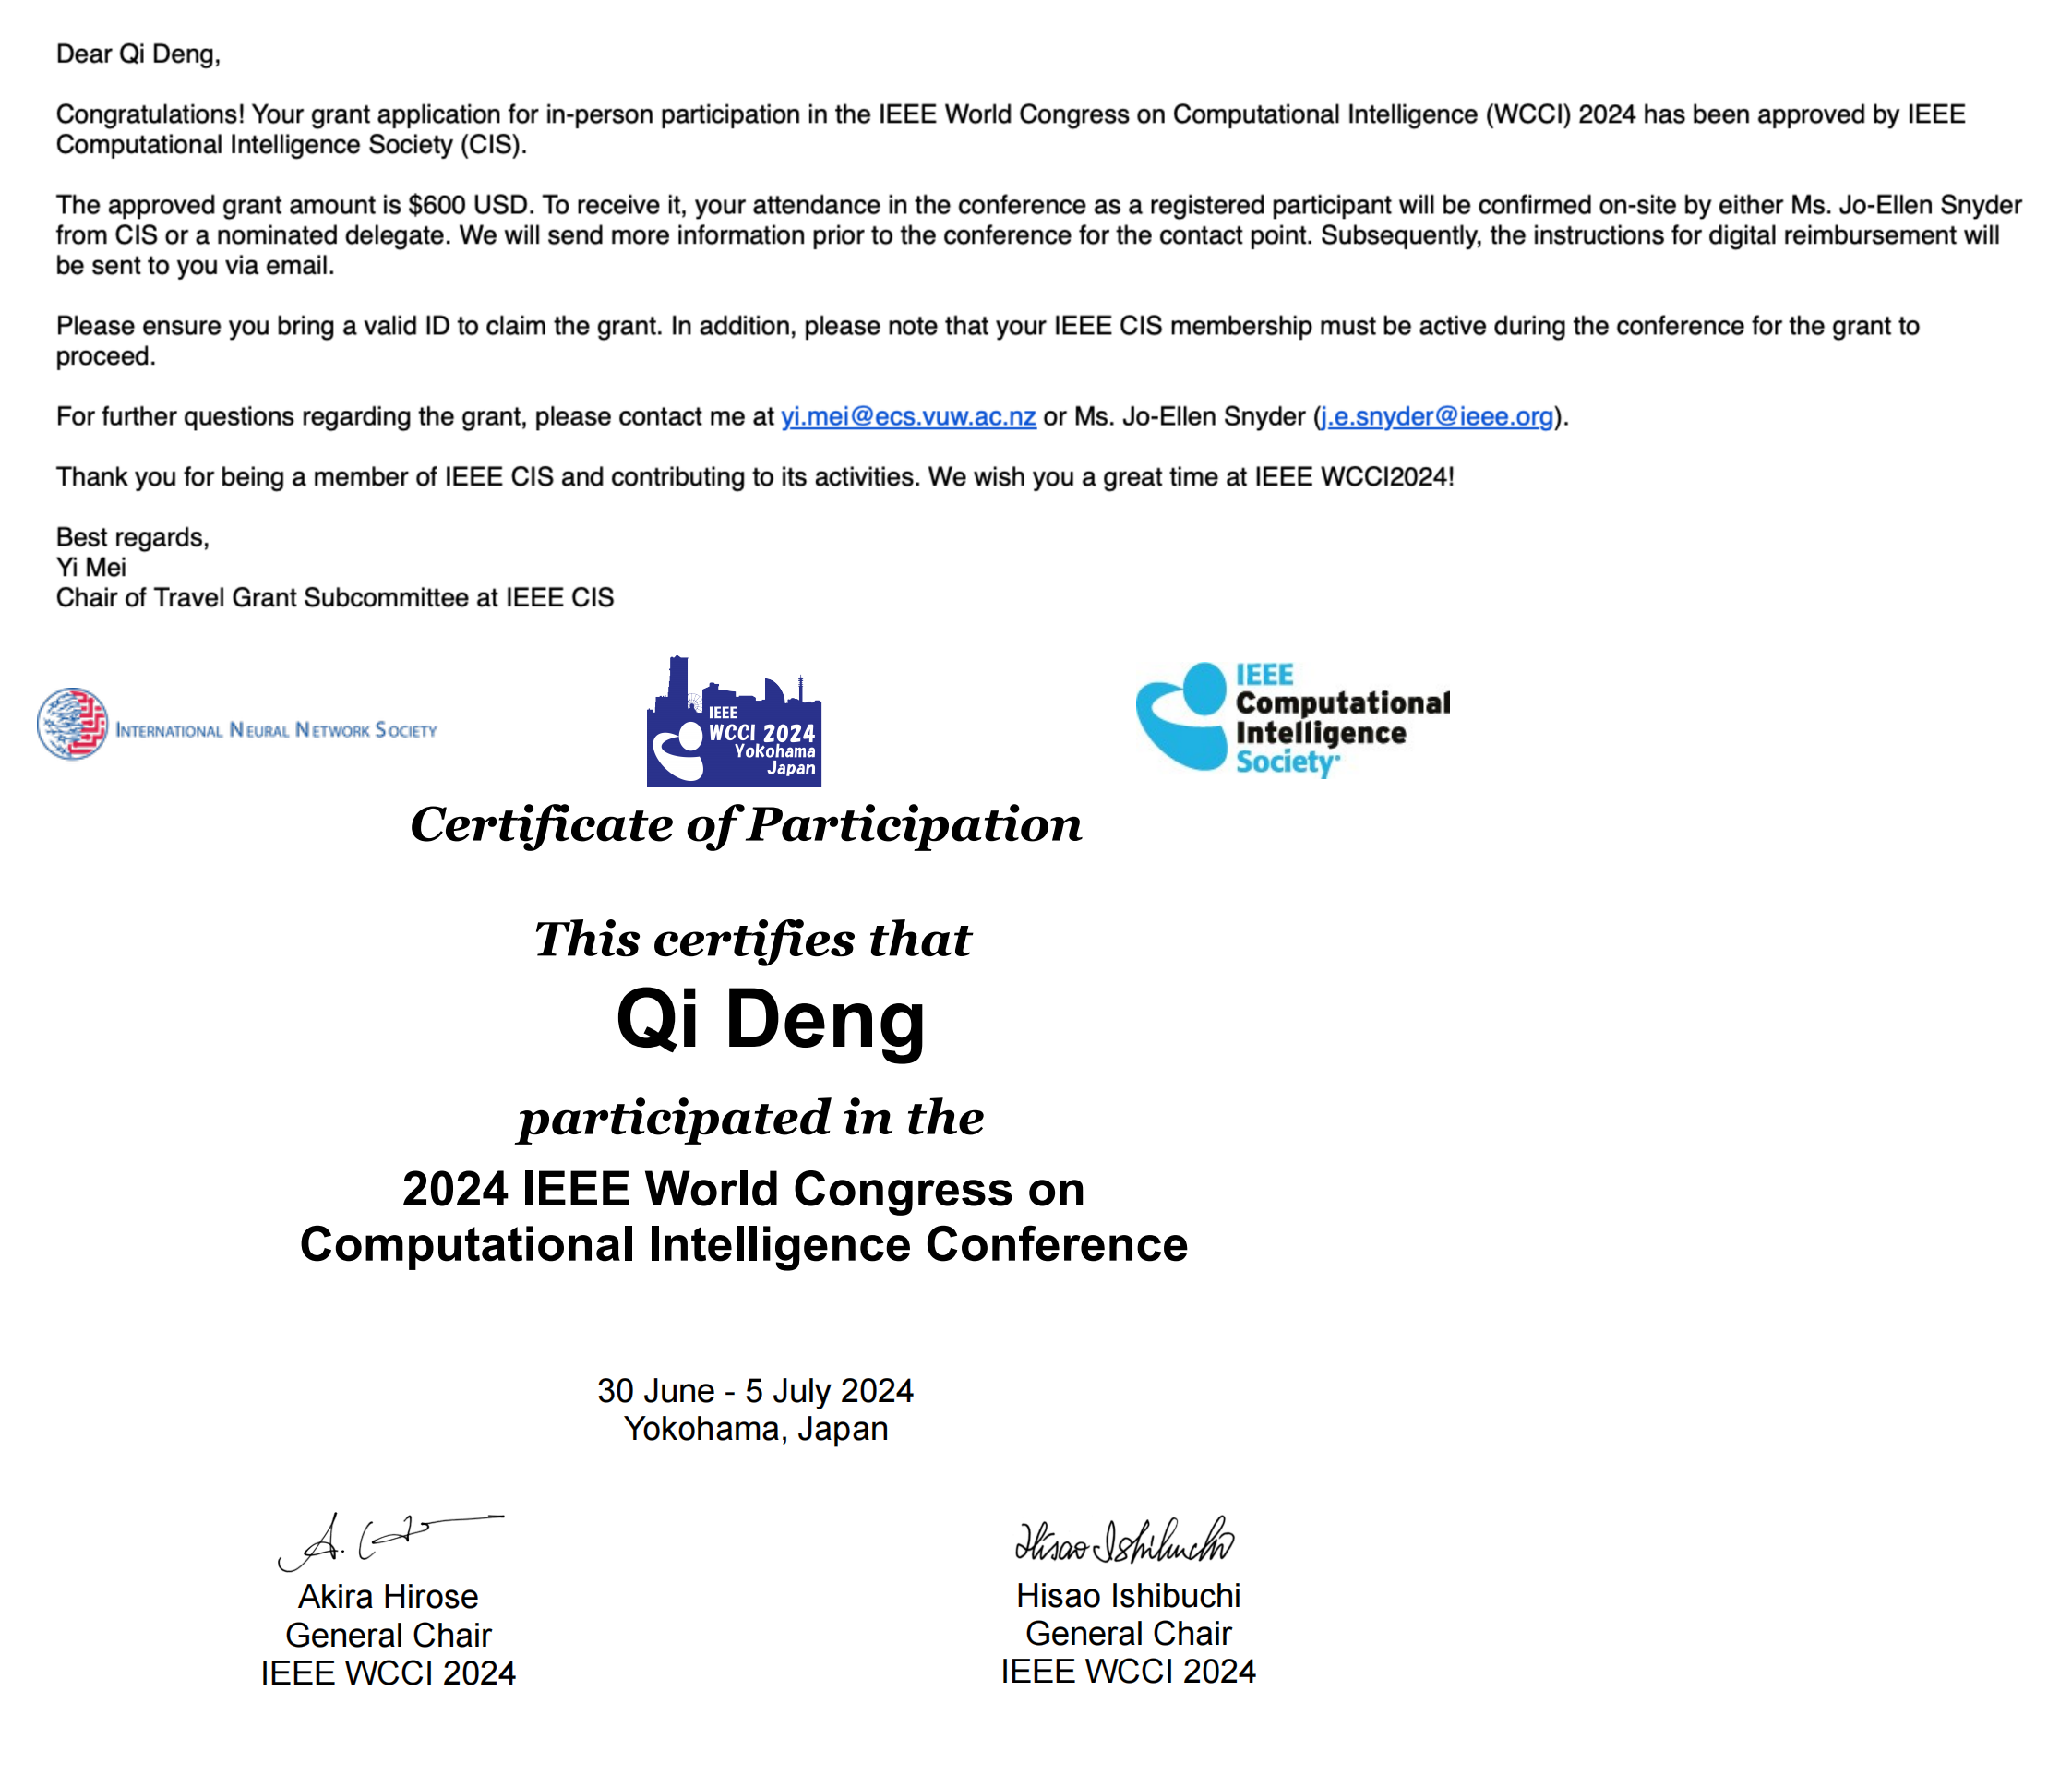 Dear Qi Deng,
Congratulations! Your grant application for in-person participation in the IEEE World Congress on Computational Intelligence (WCCI) 2024 has been approved by IEEE
Computational Intelligence Society (CIS).
The approved grant amount is $600 USD. To receive it, your attendance in the conference as a registered participant will be confirmed on-site by either Ms. Jo-Ellen Snyder
from CIS or a nominated delegate. We will send more information prior to the conference for the contact point. Subsequently, the instructions for digital reimbursement will
be sent to you via email.
Please ensure you bring a valid ID to claim the grant. In addition, please note that your IEEE CIS membership must be active during the conference for the grant to
proceed.
For further questions regarding the grant, please contact me at yi.mei@ecs.vuw.ac.nz or Ms. Jo-Ellen Snyder (j.e.snyder@ieee.org).
Thank you for being a member of IEEE CIS and contributing to its activities. We wish you a great time at IEEE WCCI2024!
Best regards,
Yi Mei
Chair of Travel Grant Subcommittee at IEEE CIS
INTERNATIONAL NEURAL NETWORK SOCIETY
IEEE
WCCI 2024
Yokohama
Japan
IEEE
Computational
Intelligence
Society
Certificate of Participation
This certifies that
Qi Deng
participated in the
2024 IEEE World Congress on
Computational Intelligence Conference
30 June - 5 July 2024
Yokohama, Japan
Hisao Ishibuchi
Akira Hirose
General Chair
IEEE WCCI 2024
Hisao Ishibuchi
General Chair
IEEE WCCI 2024